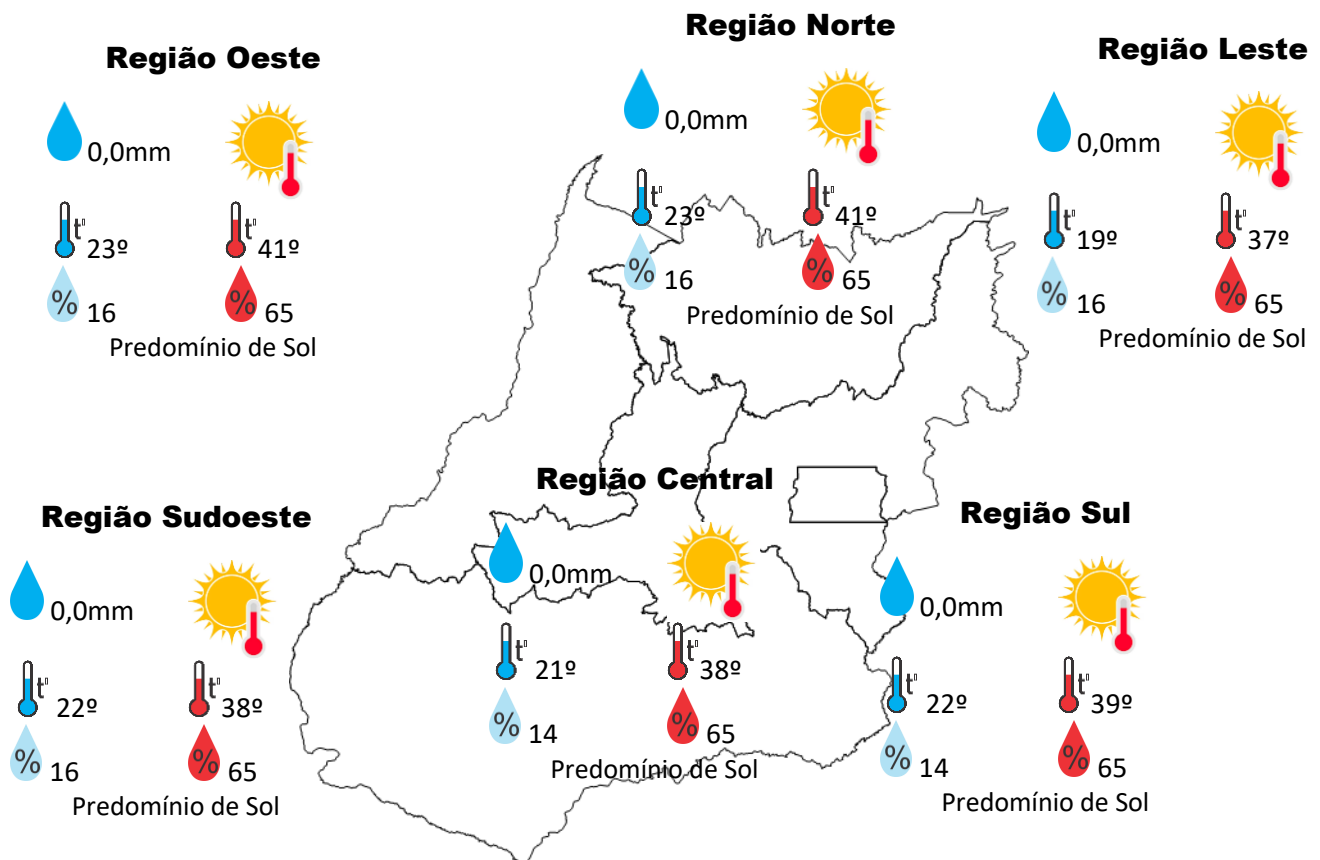 Região Oeste
0,0mm
t°
23º
t°
41º
% 16
% 65
Predomínio de Sol
Região Norte
0,0mm
t°
23º
t°
41º
% 16
% 65
Predomínio de Sol
Região Leste
0,0mm
t°
19º
t°
37º
% 16
% 65
Predomínio de Sol
Região Sudoeste
0,0mm
t°
22º
t°
38º
% 16
% 65
Predomínio de Sol
Região Central
0,0mm
t°
21º
t°
38º
% 14
% 65
Predomínio de Sol
Região Sul
0,0mm
t°
22º
t°
39º
% 14
% 65
Predomínio de Sol